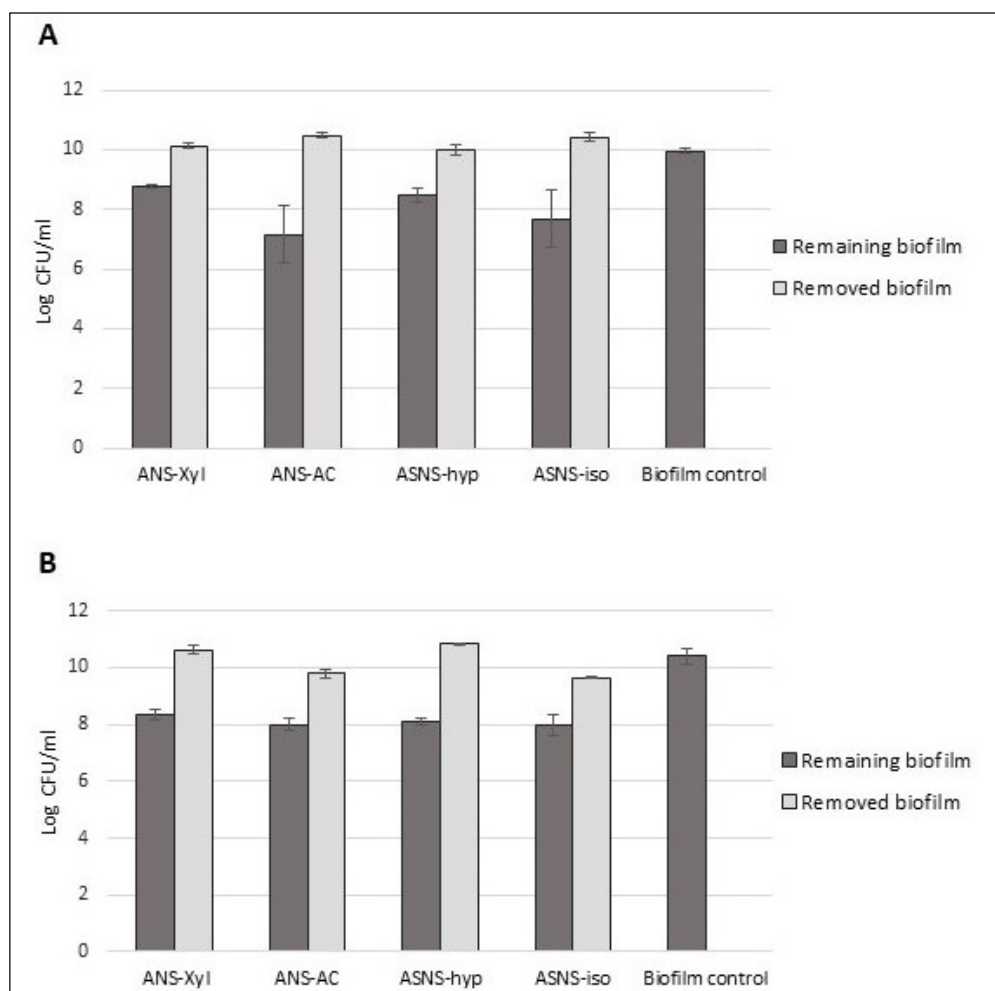 A
12
10
8
6
4
2
0
Log CFU/ml
ANS-Xyl
ANS-AC
ASNS-hyp
ASNS-iso
Biofilm control
Remaining biofilm
Removed biofilm
B
12
10
8
6
4
2
0
Log CFU/ml
ANS-Xyl
ANS-AC
ASNS-hyp
ASNS-iso
Biofilm control
Remaining biofilm
Removed biofilm